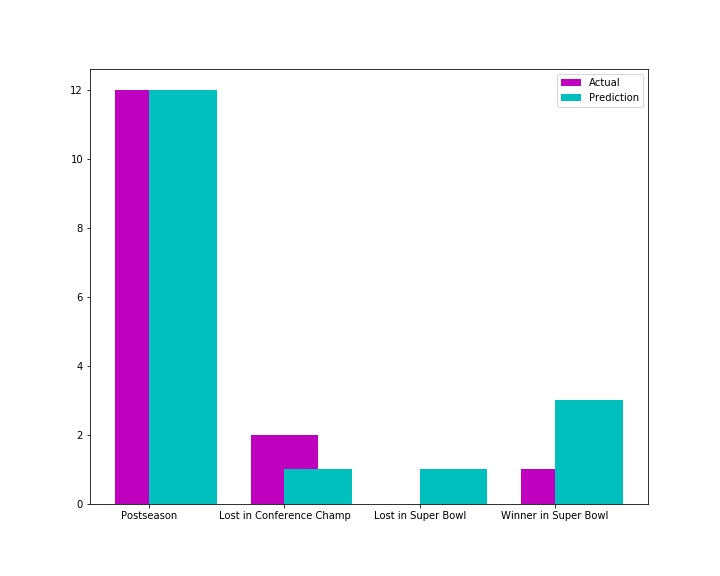 Actual
Prediction
12
10
8
6
4
2
0
Postseason
Lost in Conference Champ
Lost in Super Bowl
Winner in Super Bowl